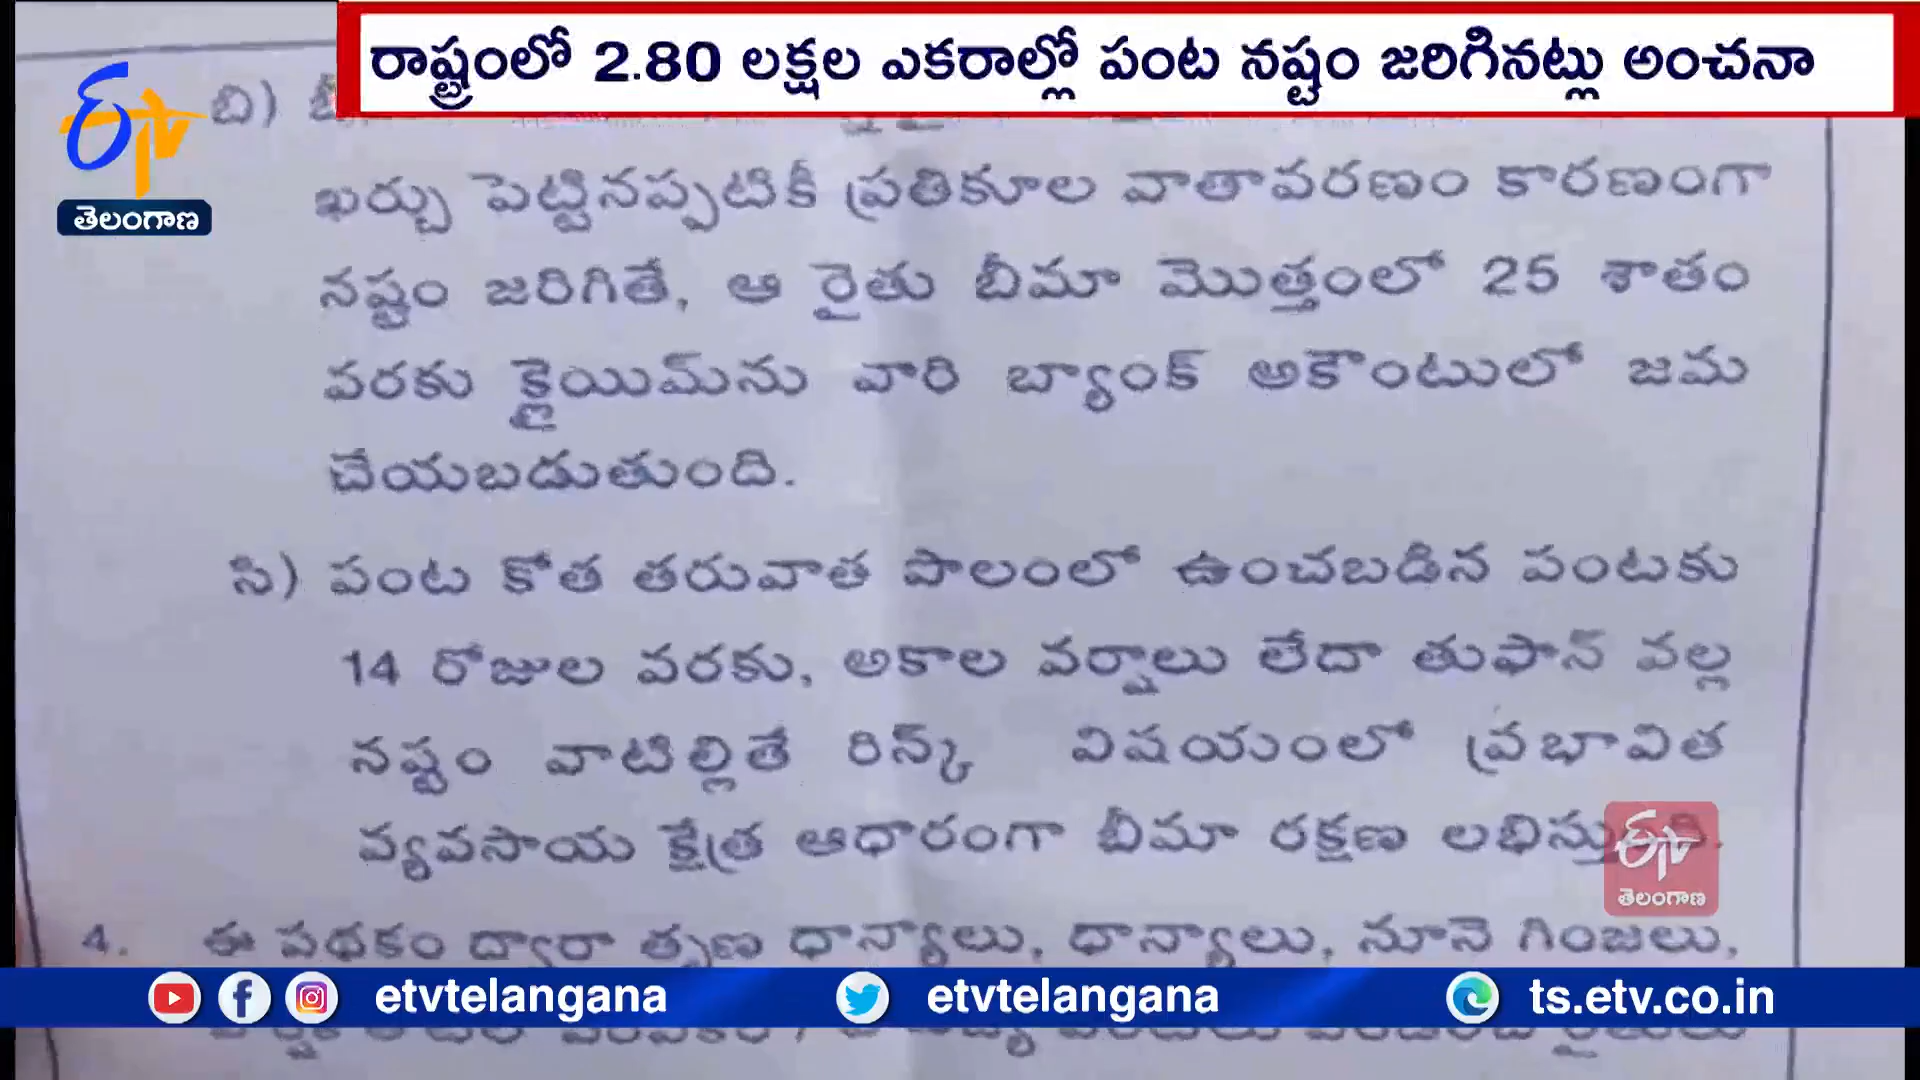 రాష్ట్రంలో 2.80 లక్షల ఎకరాల్లో పంట నష్టం జరిగినట్లు అంచనా
ETV
తెలంగాణ
బి)
ఖర్చు పెట్టినప్పటికీ ప్రతికూల వాతావరణం కారణంగా
నష్టం జరిగితే, ఆ రైతు బీమా మొత్తంలో 25 శాతం
వరకు క్లెయిమ్‌ను వారి బ్యాంక్ అకౌంటులో జమ
చేయబడుతుంది.
సి) పంట కోత తరువాత పొలంలో ఉంచబడిన పంటకు
14 రోజుల వరకు, అకాల వర్షాలు లేదా తుఫాన్ వల్ల
నష్టం వాటిల్లితే రిస్క్ విషయంలో ప్రభావిత
వ్యవసాయ క్షేత్ర ఆధారంగా బీమా రక్షణ
ETV
తెలంగాణ
4. ఈ పథకం ద్వారా తృణ ధాన్యాలు, ధాన్యాలు, నూనె గింజలు,
etvtelangana etvtelangana ts.etv.co.in